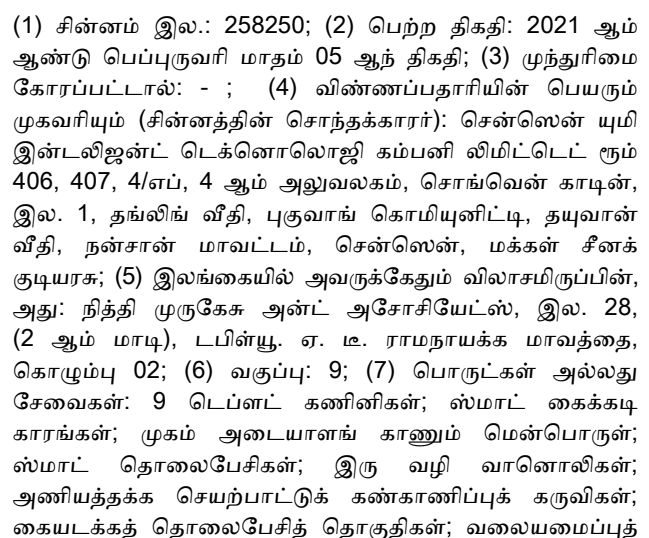 (1) சின்னம் இல.: 258250; (2) பெற்ற திகதி: 2021 ஆம்
ஆண்டு பெப்புருவரி மாதம் 05 ஆந் திகதி; (3) முந்துரிமை
கோரப்பட்டால்: - ; (4) விண்ணப்பதாரியின் பெயரும்
முகவரியும் (சின்னத்தின் சொந்தக்காரர்): சென்ஸென் யுமி
இன்டலிஜன்ட் டெக்னொலொஜி கம்பனி லிமிட்டெட் ரூம்
406, 407, 4/எப், 4 ஆம் அலுவலகம், சொங்வென் காடின்,
இல. 1, தங்லிங் வீதி, புகுவாங் கொமியுனிட்டி, தயுவான்
வீதி, நன்சான் மாவட்டம், சென்ஸென், மக்கள் சீனக்
குடியரசு; (5) இலங்கையில் அவருக்கேதும் விலாசமிருப்பின்,
அது: நித்தி முருகேசு அன்ட் அசோசியேட்ஸ், இல. 28,
(2 ஆம் மாடி), டபிள்யூ. ஏ. டீ. ராமநாயக்க மாவத்தை,
கொழும்பு 02; (6) வகுப்பு: 9; (7) பொருட்கள் அல்லது
சேவைகள்: 9 டெப்ளட் கணினிகள்; ஸ்மாட் கைக்கடி
காரங்கள்; முகம் அடையாளங் காணும் மென்பொருள்;
ஸ்மாட் தொலைபேசிகள்; இரு வழி வானொலிகள்;
அணியத்தக்க செயற்பாட்டுக் கண்காணிப்புக் கருவிகள்;
கையடக்கத் தொலைபேசித் தொகுதிகள்; வலையமைப்புத்